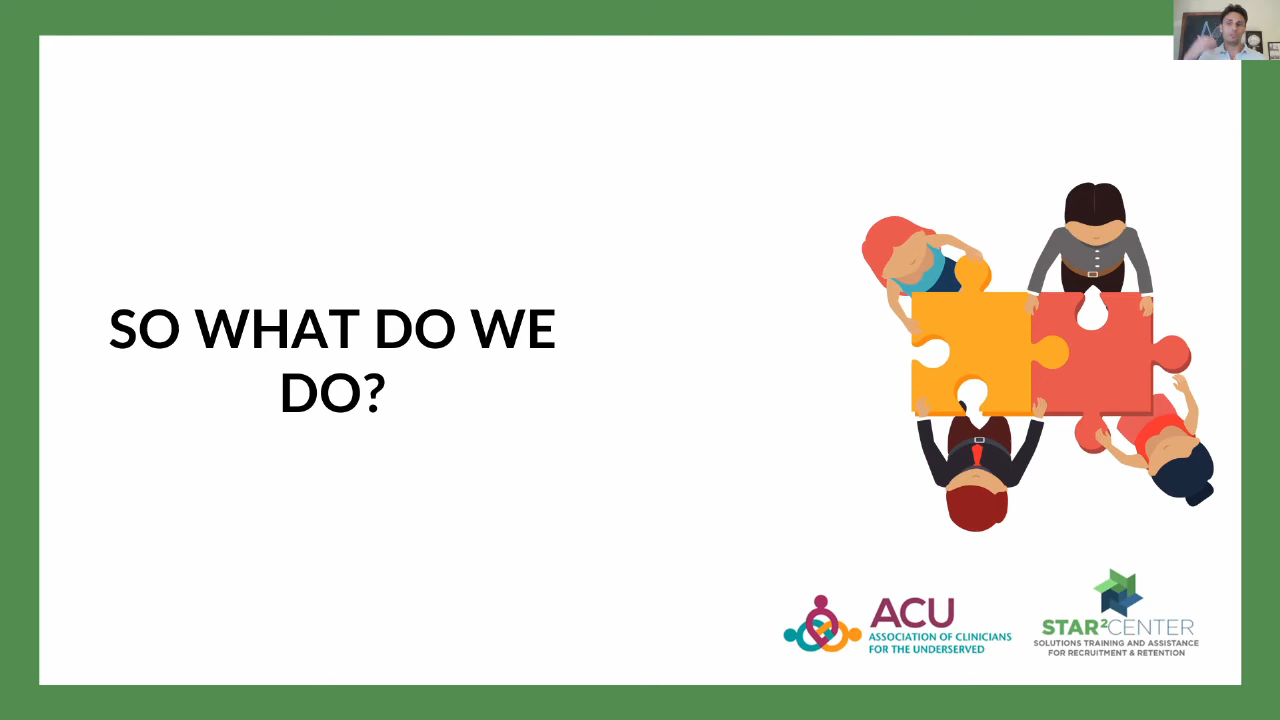 SO WHAT DO WE
DO?
ACU
ASSOCIATION OF CLINICIANS
FOR THE UNDERSERVED
STAR²CENTER
SOLUTIONS TRAINING AND ASSISTANCE
FOR RECRUITMENT & RETENTION